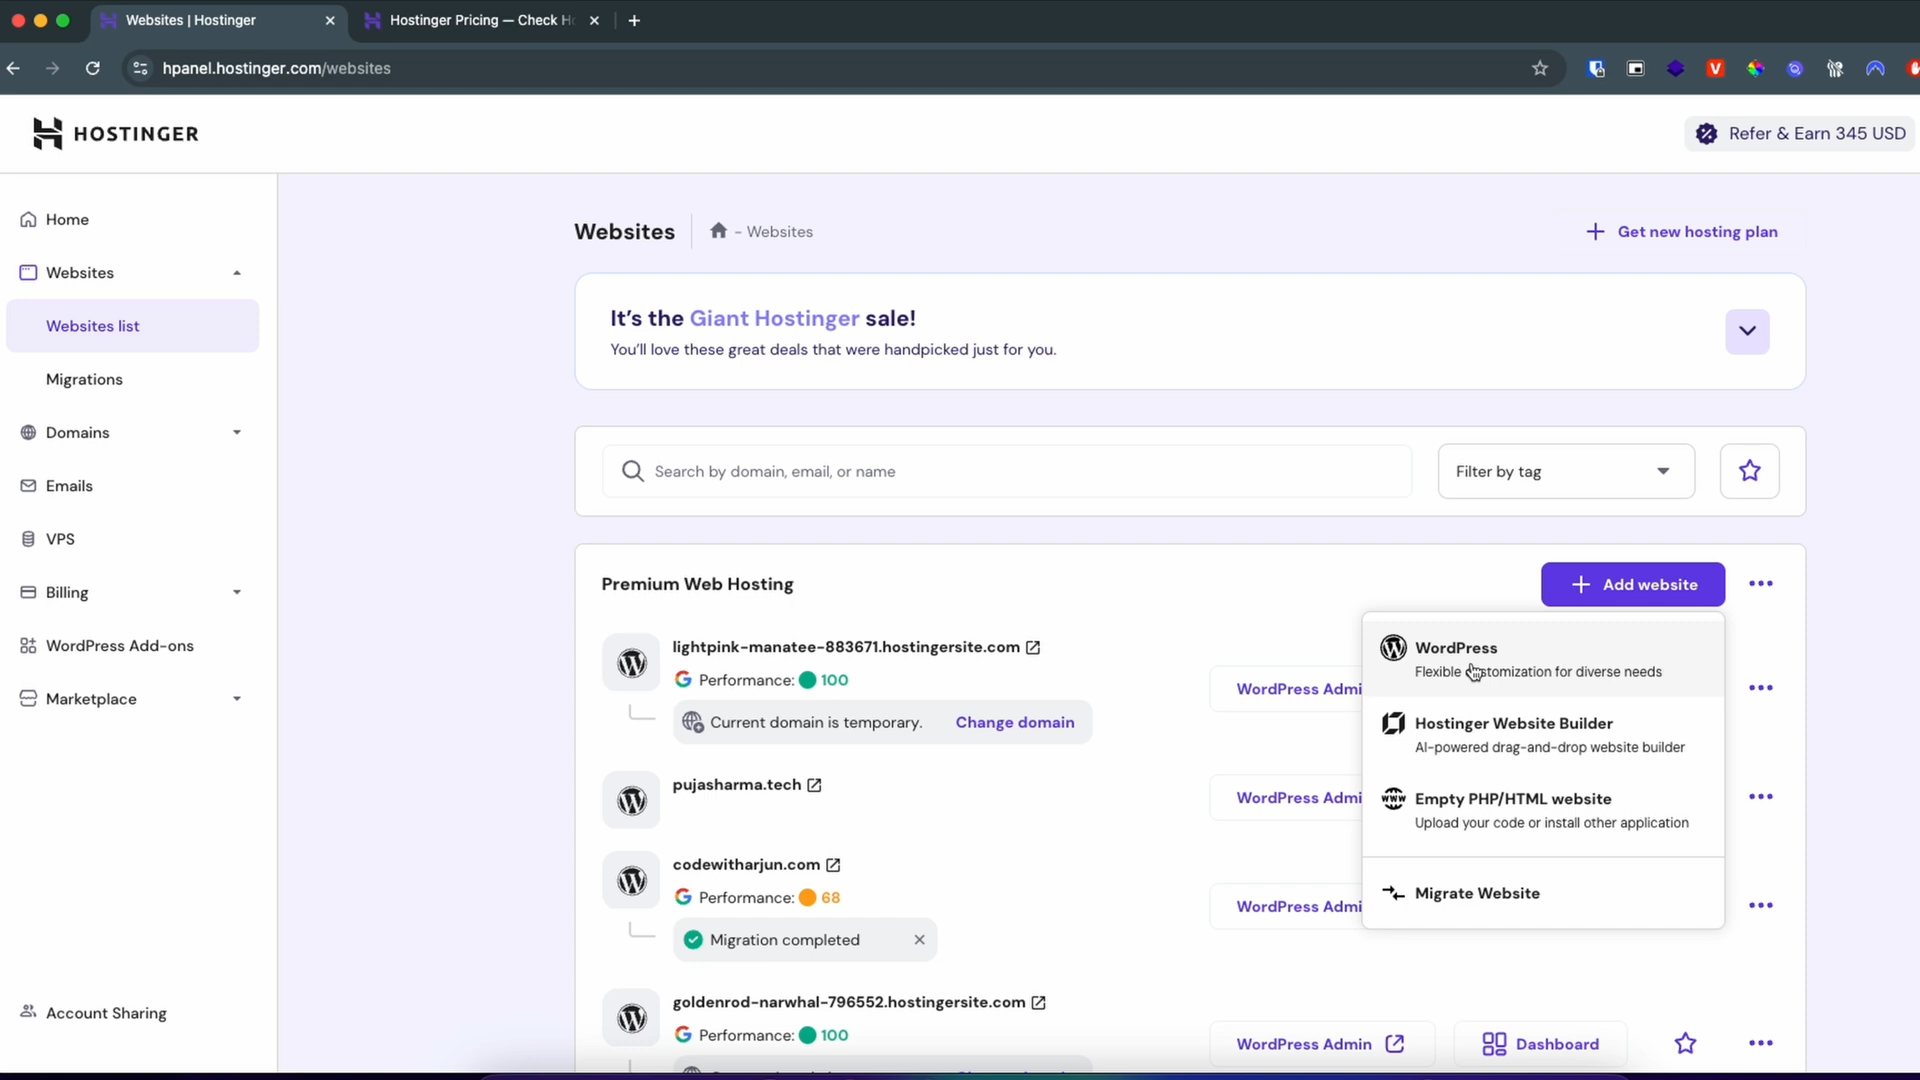 Websites | Hostinger
Hostinger Pricing — Check Ho
hpanel.hostinger.com/websites
HOSTINGER
Refer & Earn 345 USD
Home
Websites
Websites list
Migrations
Domains
Emails
VPS
Billing
WordPress Add-ons
Marketplace
Account Sharing
Websites
- Websites
Get new hosting plan
It's the Giant Hostinger sale!
You'll love these great deals that were handpicked just for you.
Search by domain, email, or name
Filter by tag
Premium Web Hosting
Add website
lightpink-manatee-883671.hostingersite.com
Performance: 100
Current domain is temporary. Change domain
WordPress Admi
pujasharma.tech
WordPress Admi
codewitharjun.com
Performance: 68
Migration completed
WordPress Admi
goldenrod-narwhal-796552.hostingersite.com
Performance: 100
WordPress Admin
Dashboard
WordPress
Flexible customization for diverse needs
Hostinger Website Builder
AI-powered drag-and-drop website builder
www
Empty PHP/HTML website
Upload your code or install other application
Migrate Website